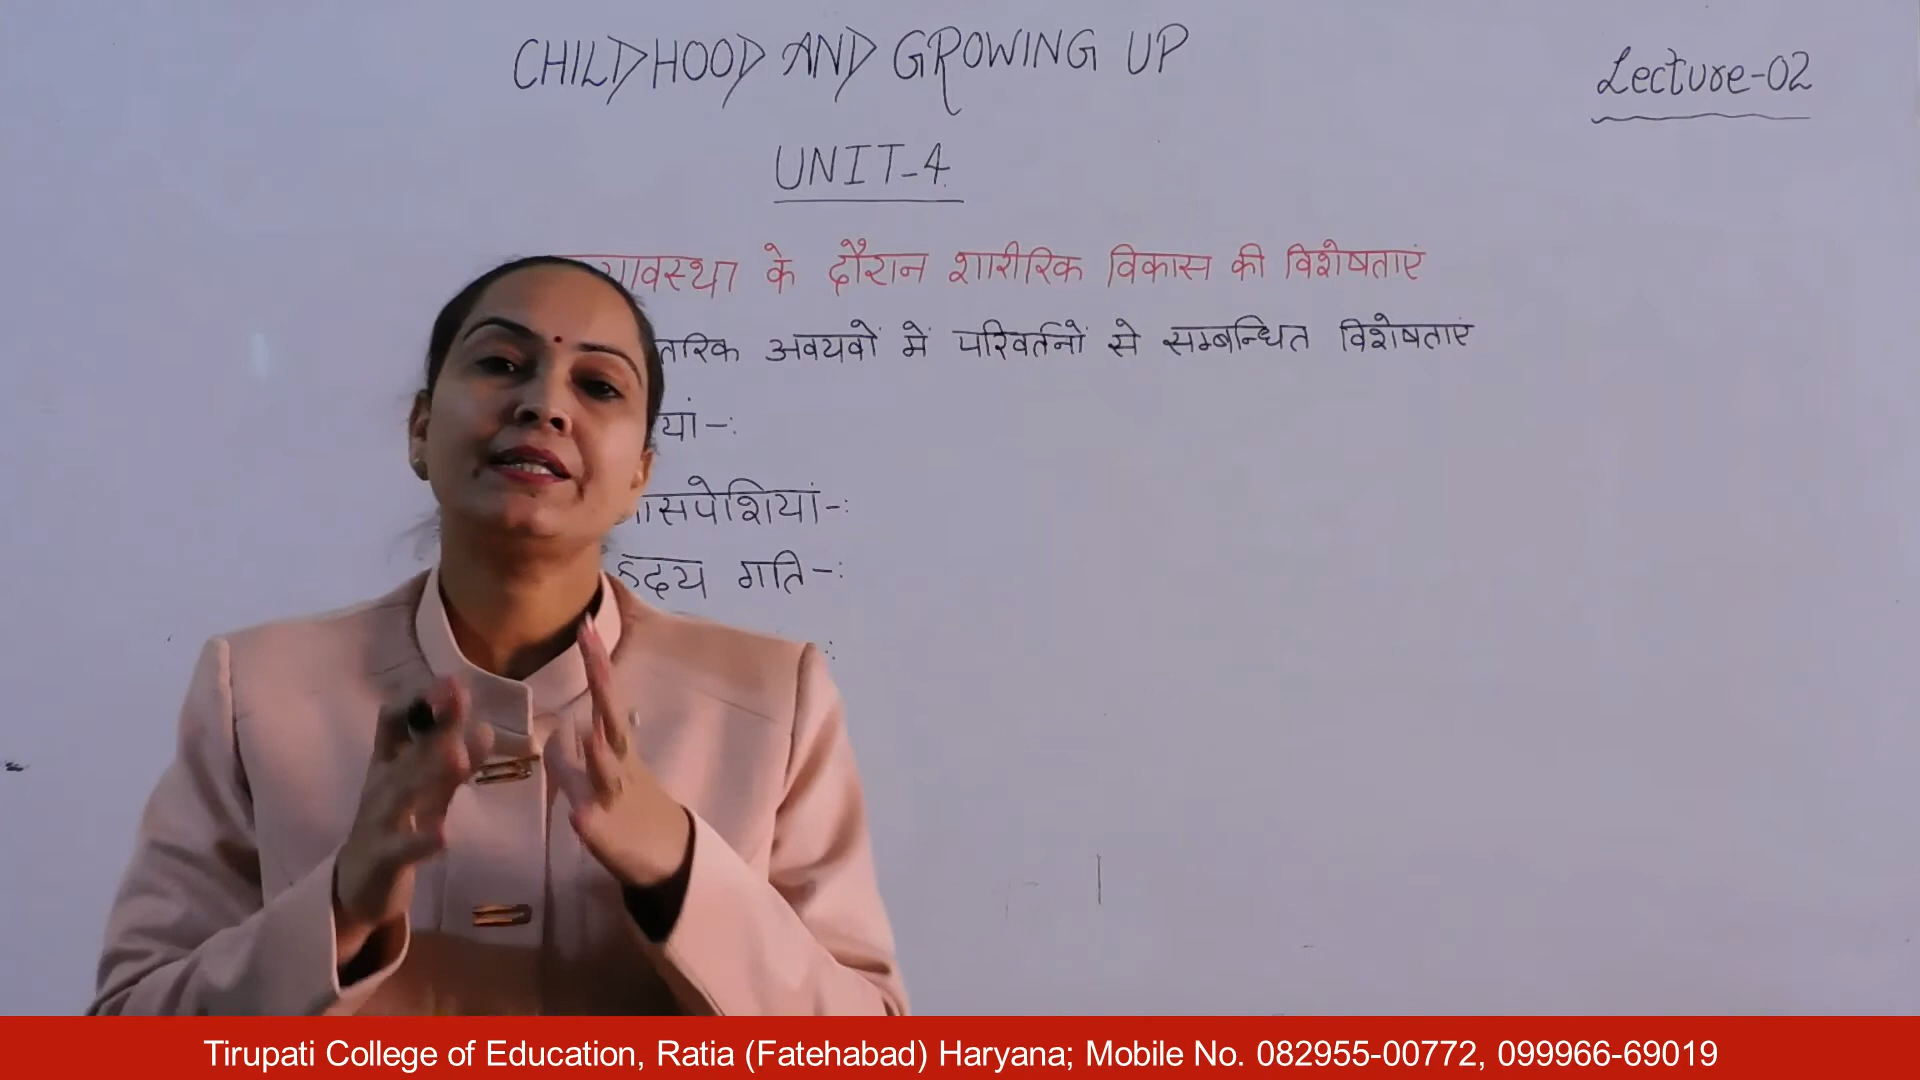 CHILDHOOD AND GROWING UP
Lecture-02
UNIT-4
के दौरान शारीरिक विकास की विशेषताएं
अवयवों में परिवर्तनों से सम्बन्धित विशेषताएं
हृदय गति-:
Tirupati College of Education, Ratia (Fatehabad) Haryana; Mobile No. 082955-00772, 099966-69019